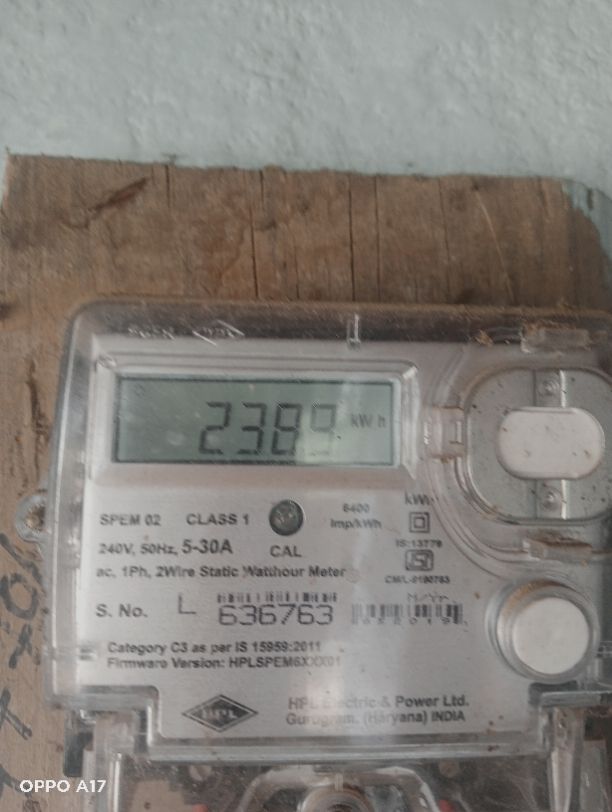 2389 kWh
SPEM 02 CLASS 1
6400
Imp/kWh
240V, 50Hz, 5-30A
CAL
IS:13779
ac, 1Ph, 2Wire Static Watthour Meter
S. No. L 636763
Category C3 as per IS 15959:2011
Firmware Version: HPLSPEM6XXX01
HPL
HPL Electric & Power Ltd.
Gurugram, (Haryana) INDIA
OPPO A17